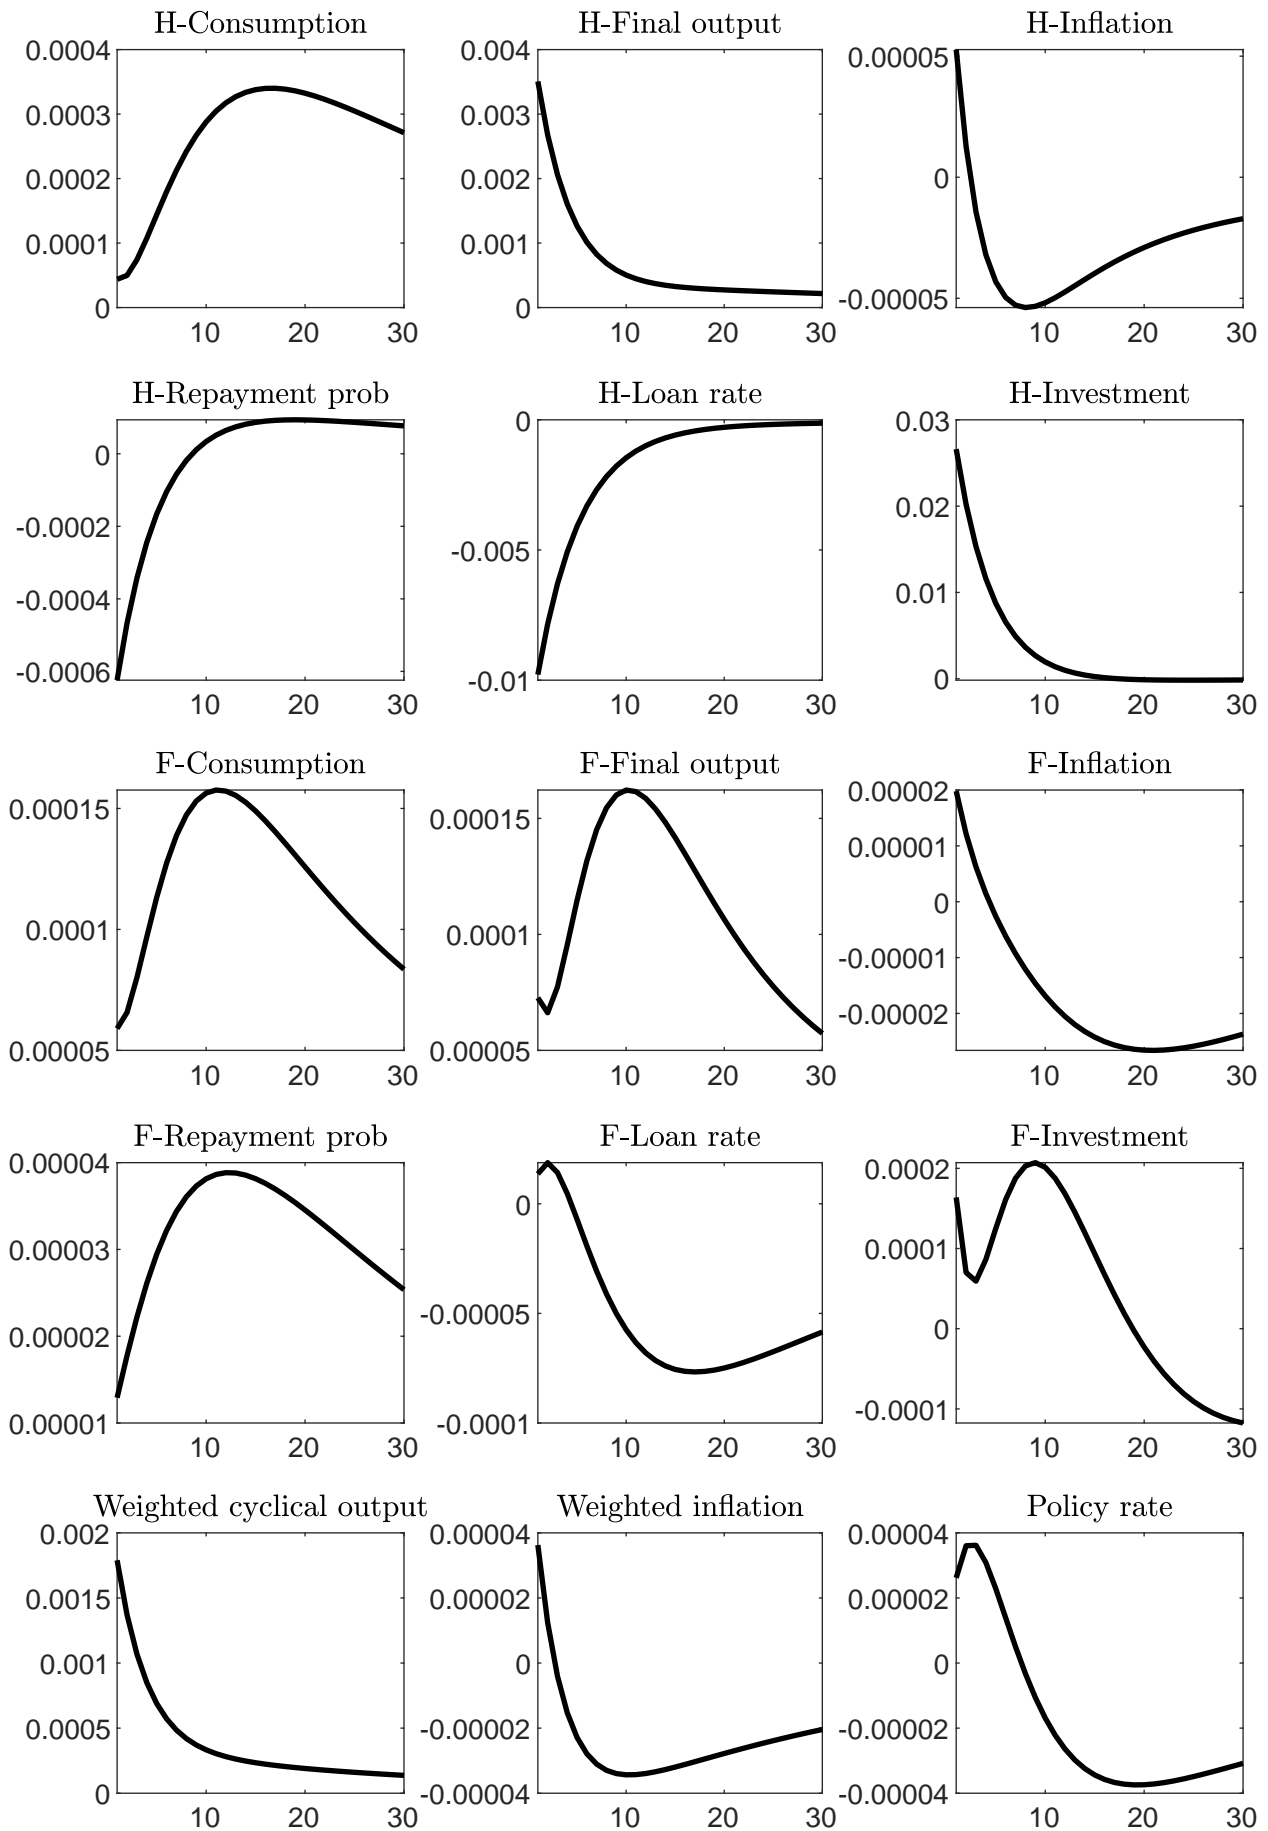 H-Consumption H-Final output H-Inflation
0.0004 0.004 0.00005
0.0003 0.003
0.0002 0.002 0
0.0001 0.001
0 0 -0.00005
10 20 30 10 20 30 10 20 30
H-Repayment prob H-Loan rate H-Investment
0 0 0.03
-0.0002 0.02
-0.0004 -0.005 0.01
-0.0006 -0.01 0
10 20 30 10 20 30 10 20 30
F-Consumption F-Final output F-Inflation
0.00015 0.00015 0.00002
0.00001
0.0001 0.0001 0
-0.00001
0.00005 0.00005 -0.00002
10 20 30 10 20 30 10 20 30
F-Repayment prob F-Loan rate F-Investment
0.00004 0 0.0002
0.00003 0.0001
0.00002 -0.00005 0
0.00001 -0.0001 -0.0001
10 20 30 10 20 30 10 20 30
Weighted cyclical output Weighted inflation Policy rate
0.002 0.00004 0.00004
0.0015 0.00002 0.00002
0.001 0 0
0.0005 -0.00002 -0.00002
0 -0.00004 -0.00004
10 20 30 10 20 30 10 20 30